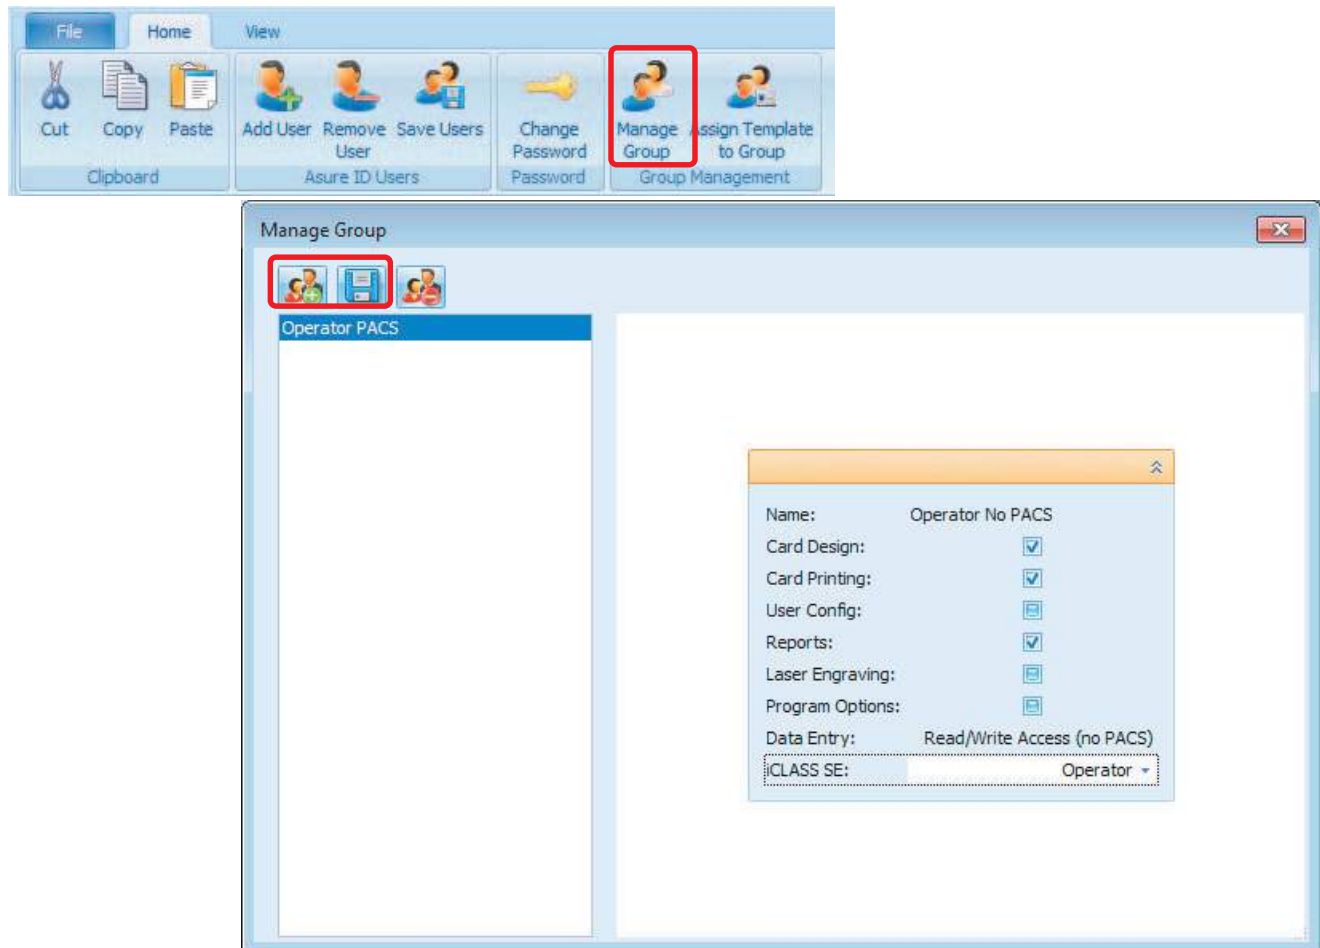 File Home View
Cut Copy Paste Add User Remove User Save Users Change Password Manage Group Assign Template to Group
Clipboard Asure ID Users Password Group Management
Manage Group
Operator PACS
Name: Operator No PACS
Card Design:
Card Printing:
User Config:
Reports:
Laser Engraving:
Program Options:
Data Entry: Read/Write Access (no PACS)
iCLASS SE: Operator